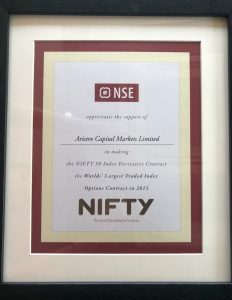 NSE
appreciates the support of
Aristro Capital Markets Limited
in making
the NIFTY 50 Index Derivative Contract
the Worlds' Largest Traded Index
Options Contract in 2015
NIFTY